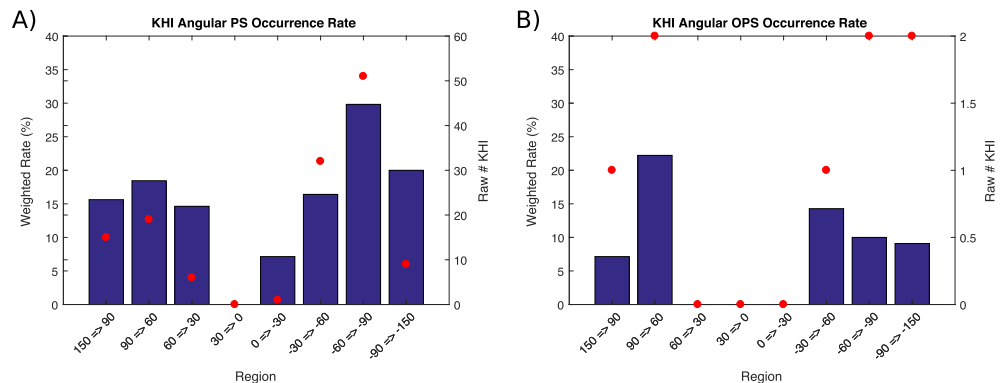 A)
KHI Angular PS Occurrence Rate
Weighted Rate (%)
40
35
30
25
20
15
10
5
0
60
50
40
30
20
10
0
Raw # KHI
150 => 90
90 => 60
60 => 30
30 => 0
0 => -30
-30 => -60
-60 => -90
-90 => -150
Region
B)
KHI Angular OPS Occurrence Rate
Weighted Rate (%)
40
35
30
25
20
15
10
5
0
2
1.5
1
0.5
0
Raw # KHI
150 => 90
90 => 60
60 => 30
30 => 0
0 => -30
-30 => -60
-60 => -90
-90 => -150
Region